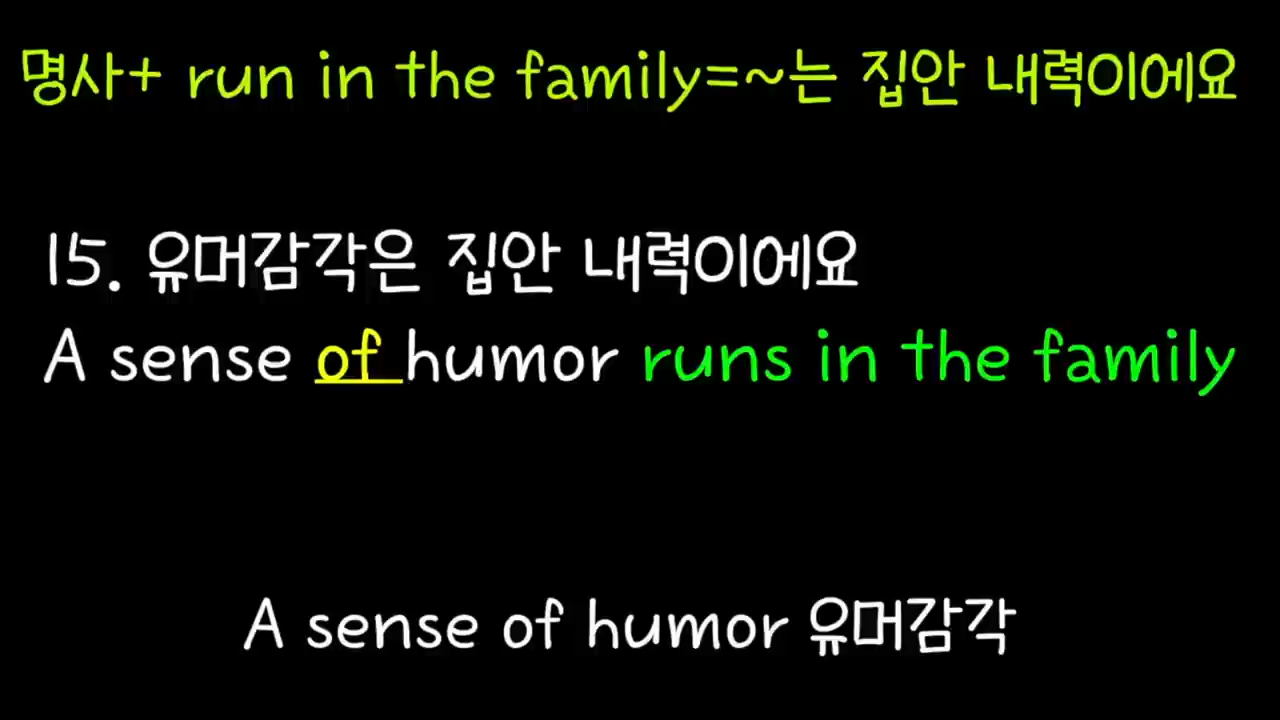 명사+ run in the family=~는 집안 내력이에요
15. 유머감각은 집안 내력이에요
A sense of humor runs in the family
A sense of humor 유머감각